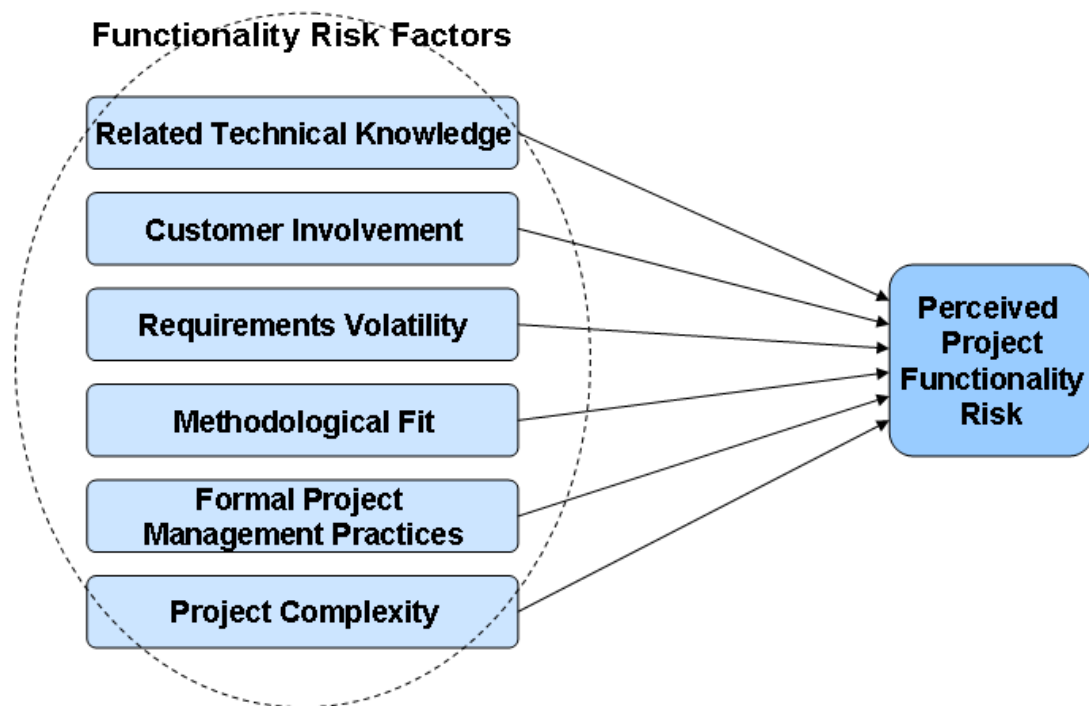 Functionality Risk Factors
Related Technical Knowledge
Customer Involvement
Requirements Volatility
Methodological Fit
Formal Project
Management Practices
Project Complexity
Perceived
Project
Functionality
Risk